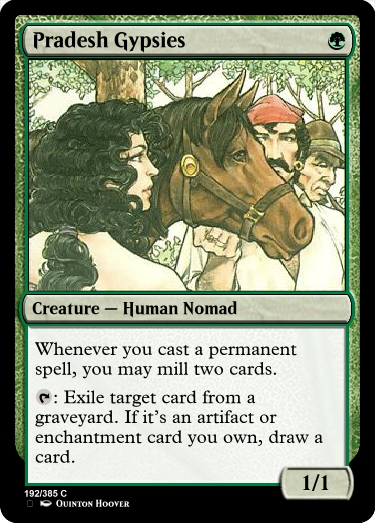 Pradesh Gypsies
Creature — Human Nomad
Whenever you cast a permanent
spell, you may mill two cards.
: Exile target card from a
graveyard. If it's an artifact or
enchantment card you own, draw a
card.
1/1
192/385 C
Quinton Hoover